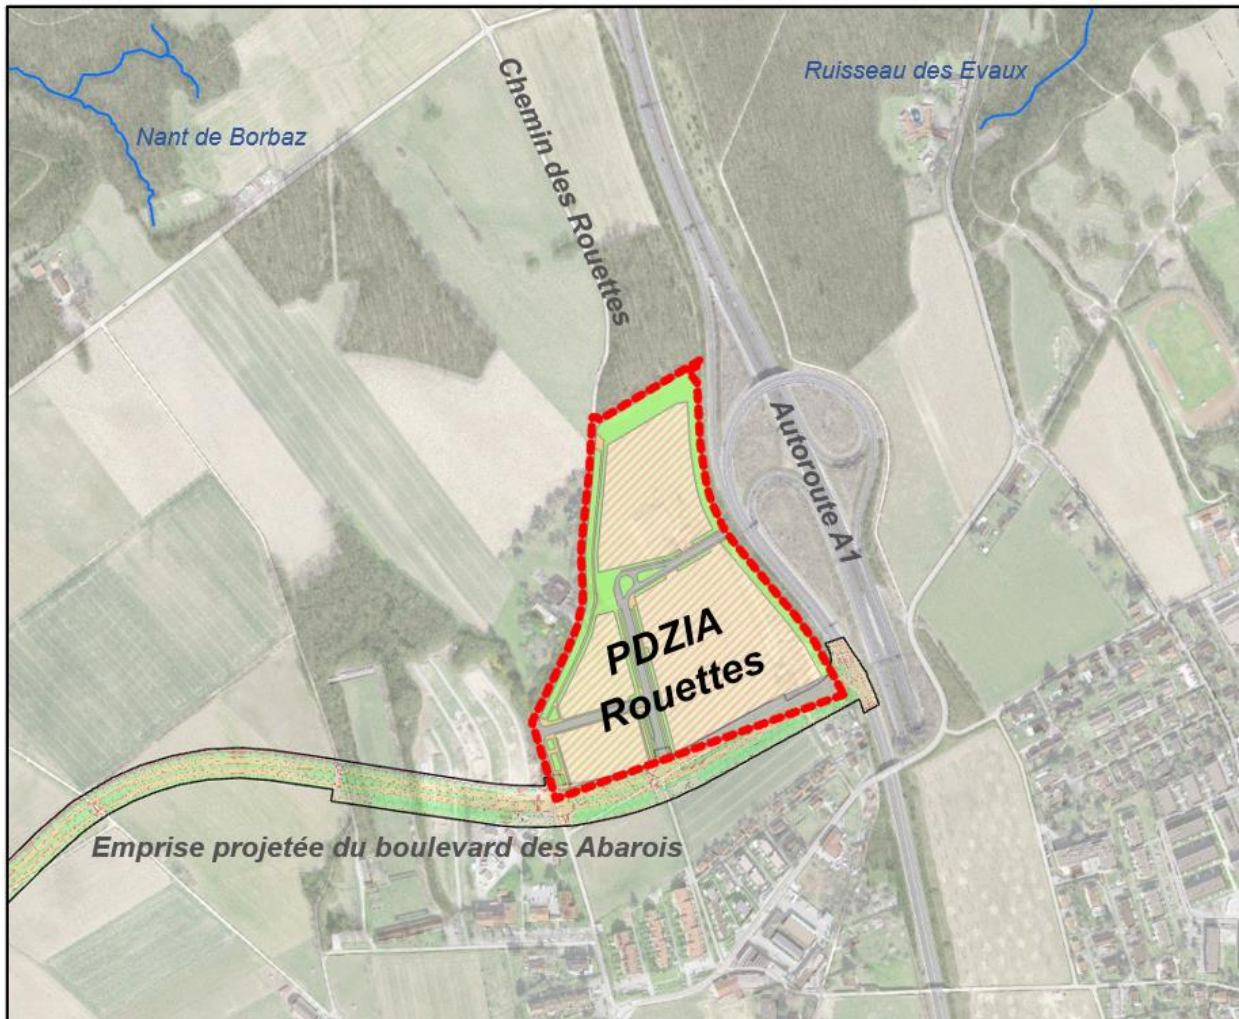 Ruisseau des Evaux
Nant de Borbaz
Chemin des Rouettes
Autoroute A1
PDZIA
Rouettes
Emprise projetée du boulevard des Abarois